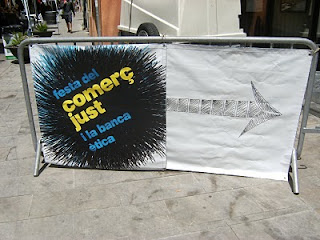 festa del
comerç
just
i la banca
ètica